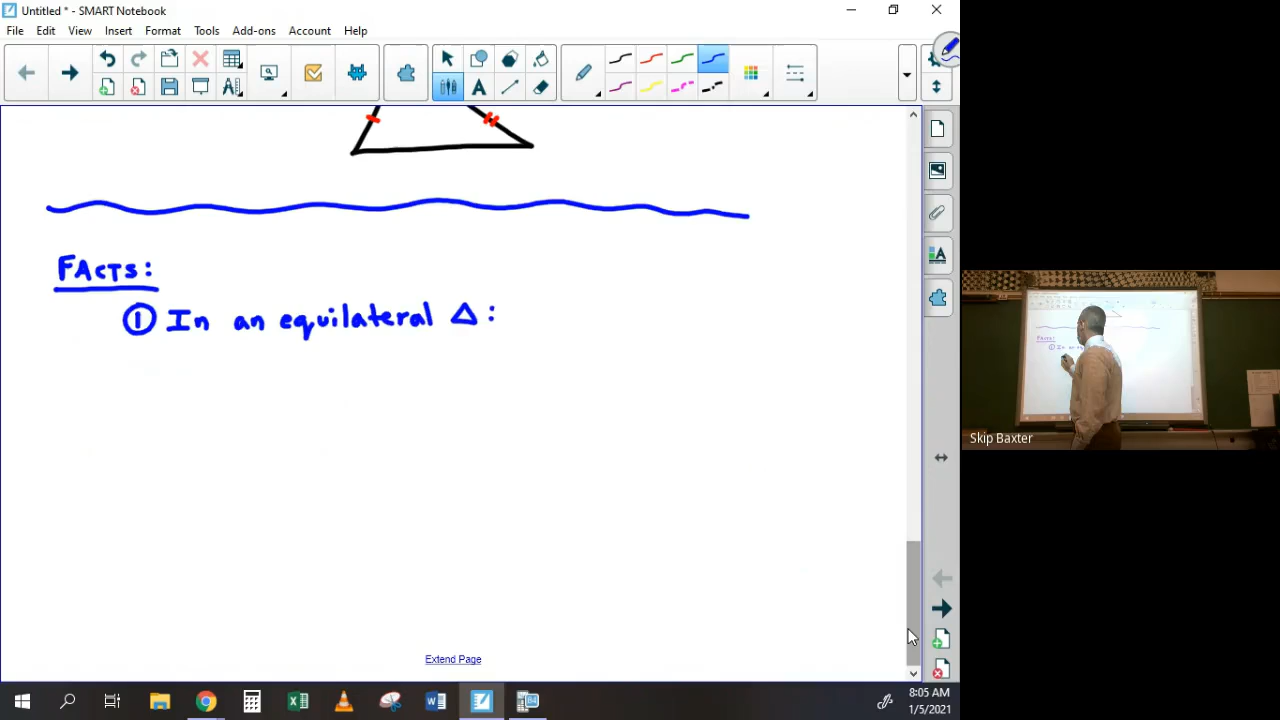 Untitled * - SMART Notebook
File Edit View Insert Format Tools Add-ons Account Help
FACTS:
① In an equilateral △:
Skip Baxter
Extend Page
8:05 AM
1/5/2021